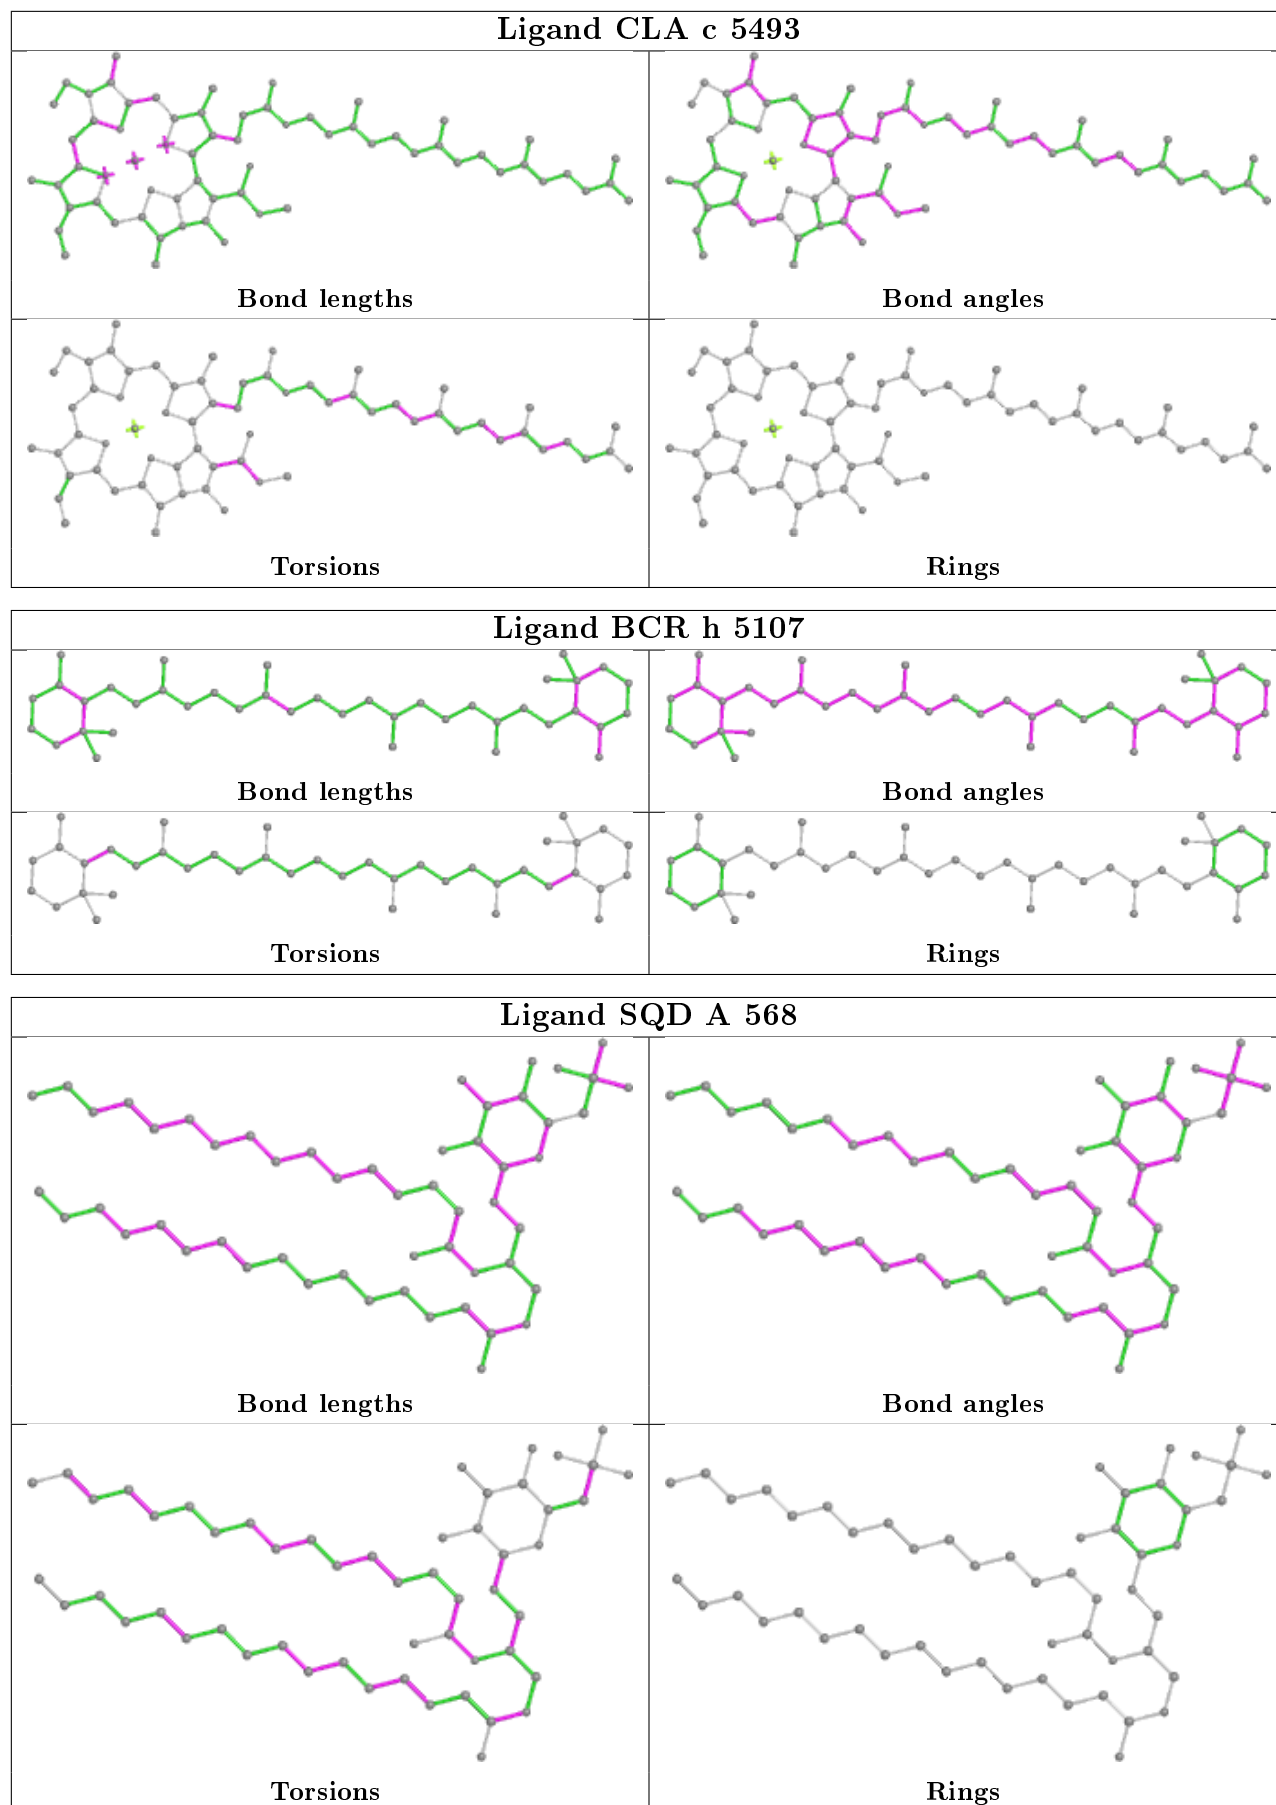 Ligand CLA c 5493
Bond lengths
Bond angles
Torsions
Rings
Ligand BCR h 5107
Bond lengths
Bond angles
Torsions
Rings
Ligand SQD A 568
Bond lengths
Bond angles
Torsions
Rings